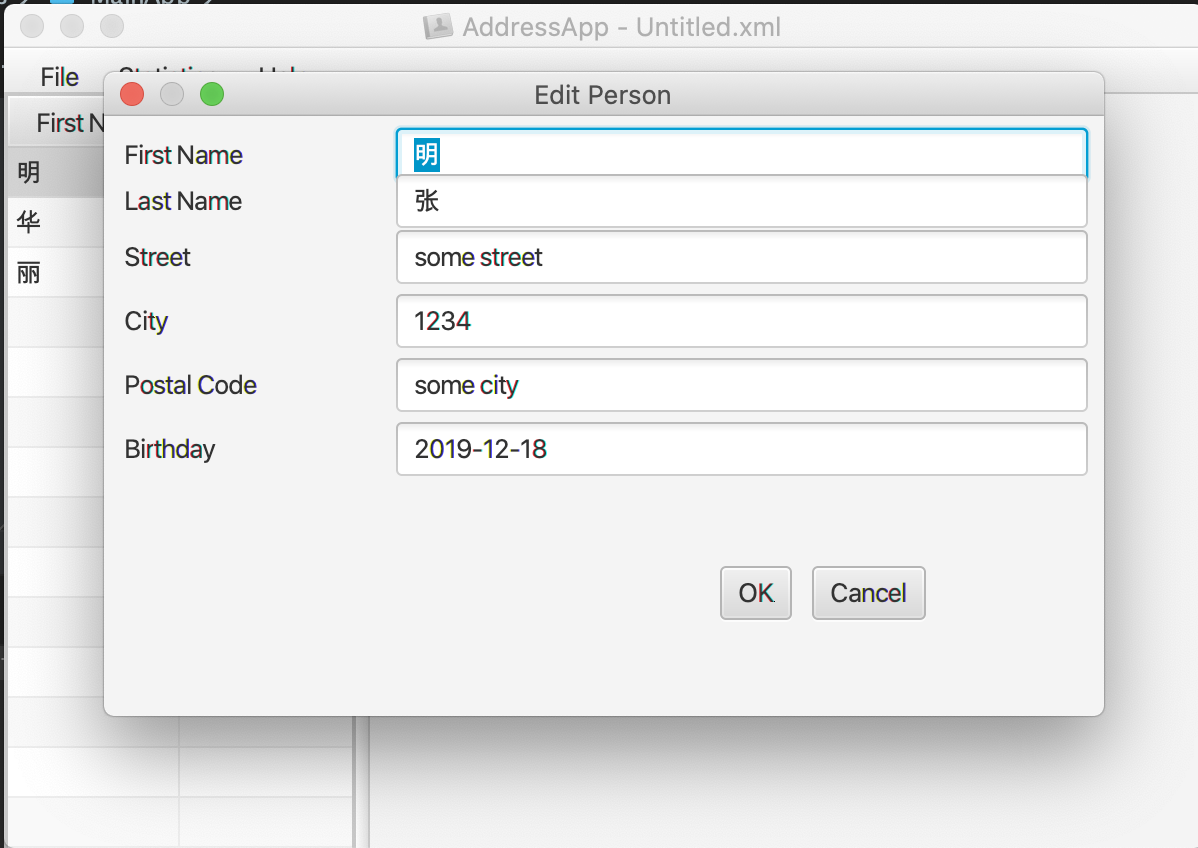 AddressApp - Untitled.xml
File
Edit Person
First N
First Name 明
Last Name 张
Street some street
City 1234
Postal Code some city
Birthday 2019-12-18
明
华
丽
OK Cancel